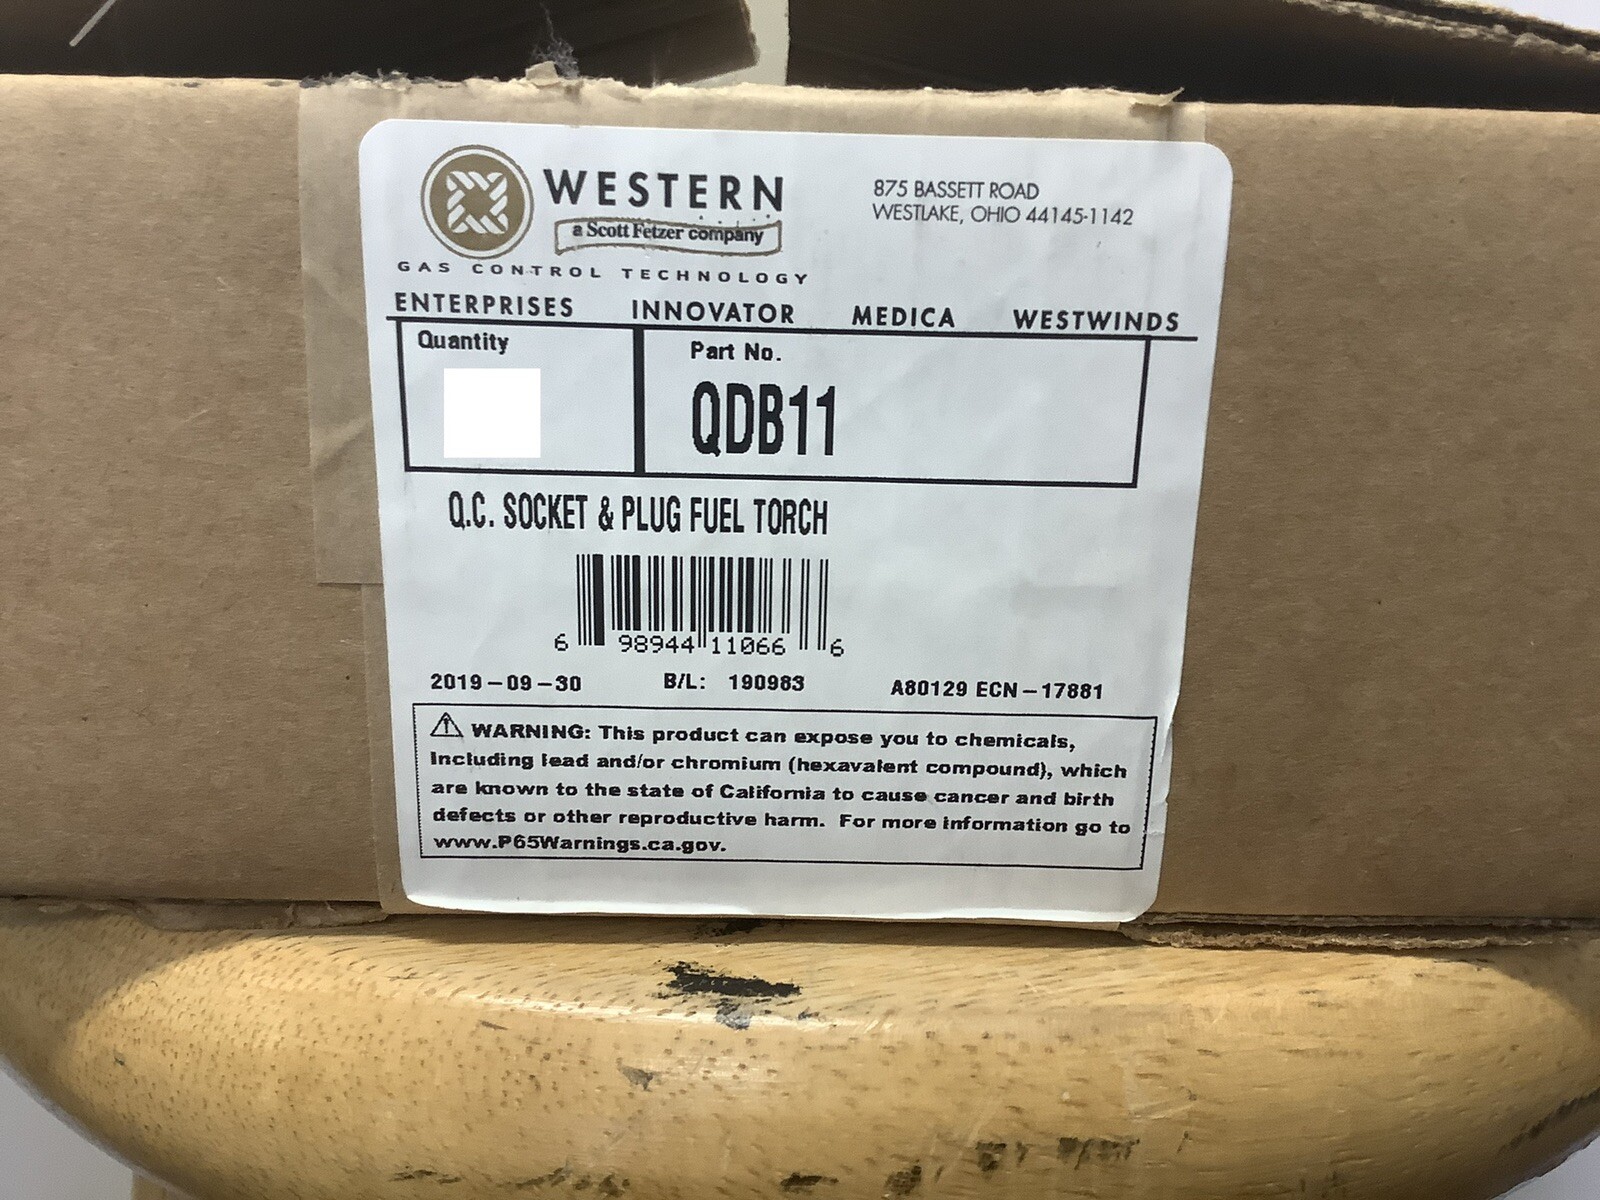 WESTERN
a Scott Fetzer company
GAS CONTROL TECHNOLOGY
875 BASSETT ROAD
WESTLAKE, OHIO 44145-1142
ENTERPRISES INNOVATOR MEDICA WESTWINDS
Quantity
Part No.
QDB11
Q.C. SOCKET & PLUG FUEL TORCH
6 98944 11066 6
2019-09-30 B/L: 190983 A80129 ECN-17881
WARNING: This product can expose you to chemicals,
Including lead and/or chromium (hexavalent compound), which
are known to the state of California to cause cancer and birth
defects or other reproductive harm. For more information go to
www.P65Warnings.ca.gov.